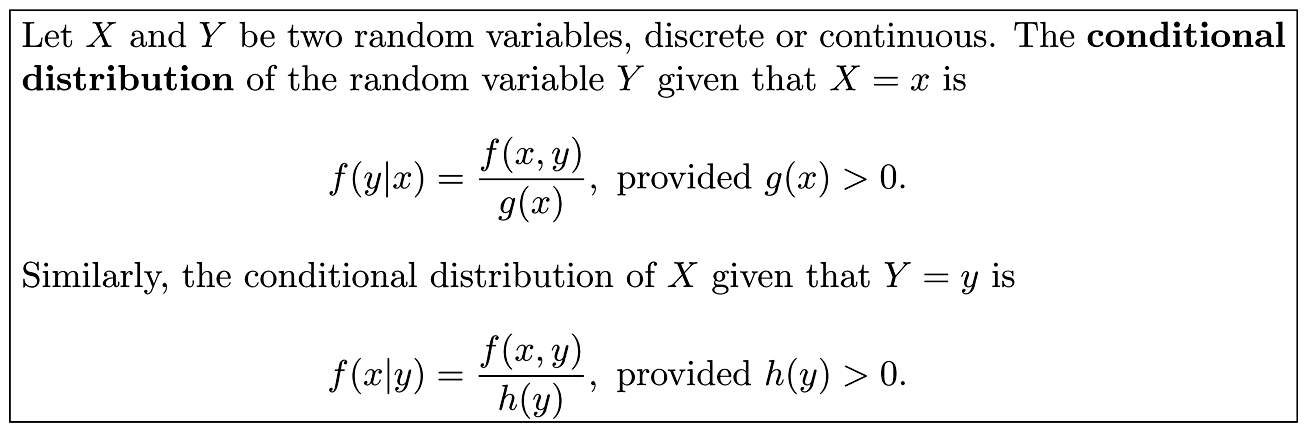 Let X and Y be two random variables, discrete or continuous. The conditional
distribution of the random variable Y given that X = x is
f(y|x) = f(x, y) / g(x), provided g(x) > 0.
Similarly, the conditional distribution of X given that Y = y is
f(x|y) = f(x, y) / h(y), provided h(y) > 0.